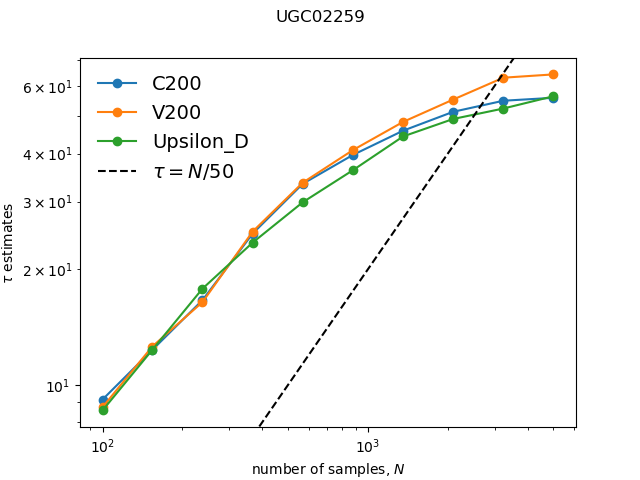 UGC02259
C200
V200
Upsilon_D
τ = N/50
6 × 10¹
4 × 10¹
3 × 10¹
2 × 10¹
10¹
τ estimates
10²
10³
number of samples, N